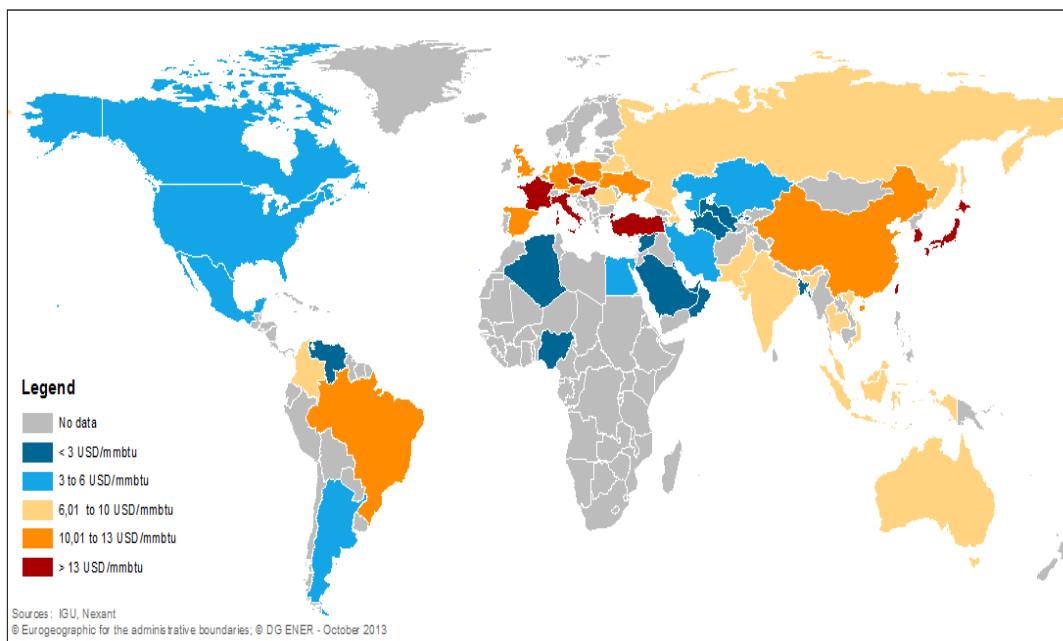 Legend
No data
< 3 USD/mmbtu
3 to 6 USD/mmbtu
6,01 to 10 USD/mmbtu
10,01 to 13 USD/mmbtu
> 13 USD/mmbtu
Sources: IGU, Nexant
© Eurogeographic for the administrative boundaries; © DG ENER - October 2013